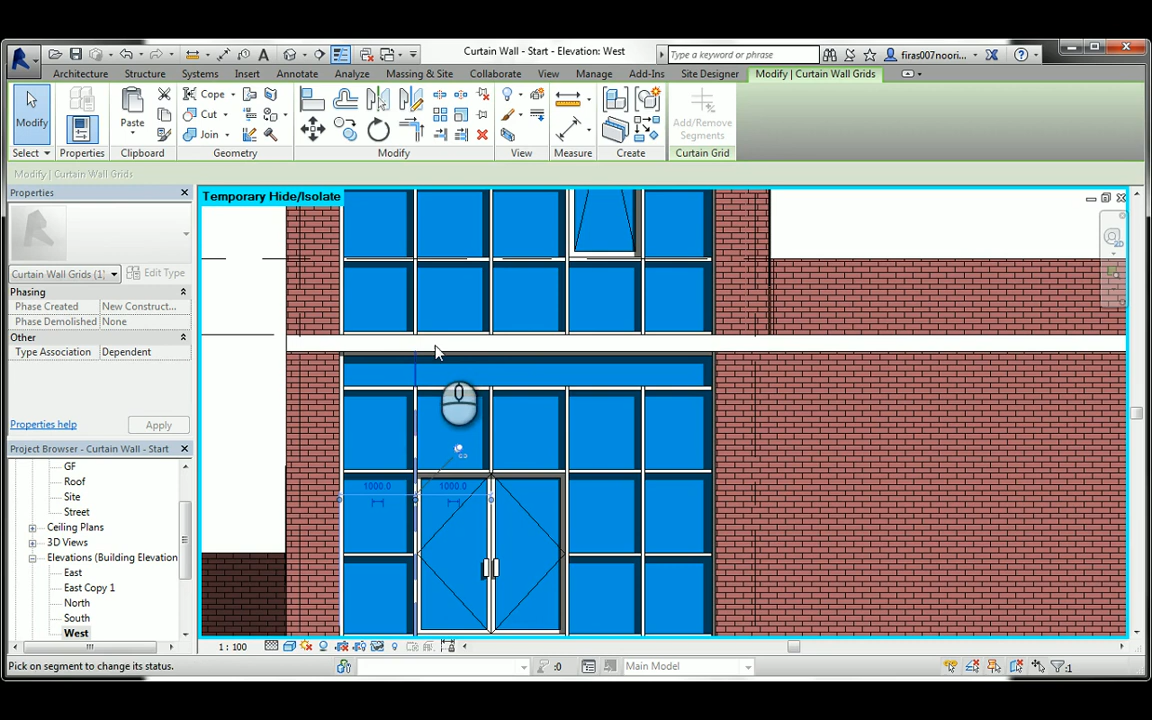 Curtain Wall - Start - Elevation: West
Type a keyword or phrase
firas007noori...
Architecture Structure Systems Insert Annotate Analyze Massing & Site Collaborate View Manage Add-Ins Site Designer Modify | Curtain Wall Grids
Modify
Paste
Cope
Cut
Join
Add/Remove
Segments
Select Properties Clipboard Geometry Modify View Measure Create Curtain Grid
Modify | Curtain Wall Grids
Properties
Temporary Hide/Isolate
2D
Curtain Wall Grids (1)
Edit Type
Phasing
Phase Created New Construct...
Phase Demolished None
Other
Type Association Dependent
Properties help
Apply
1000.0 1000.0
Project Browser - Curtain Wall - Start
GF
Roof
Site
Street
Ceiling Plans
3D Views
Elevations (Building Elevation
East
East Copy 1
North
South
West
1 : 100
Pick on segment to change its status.
:0
Main Model
:1